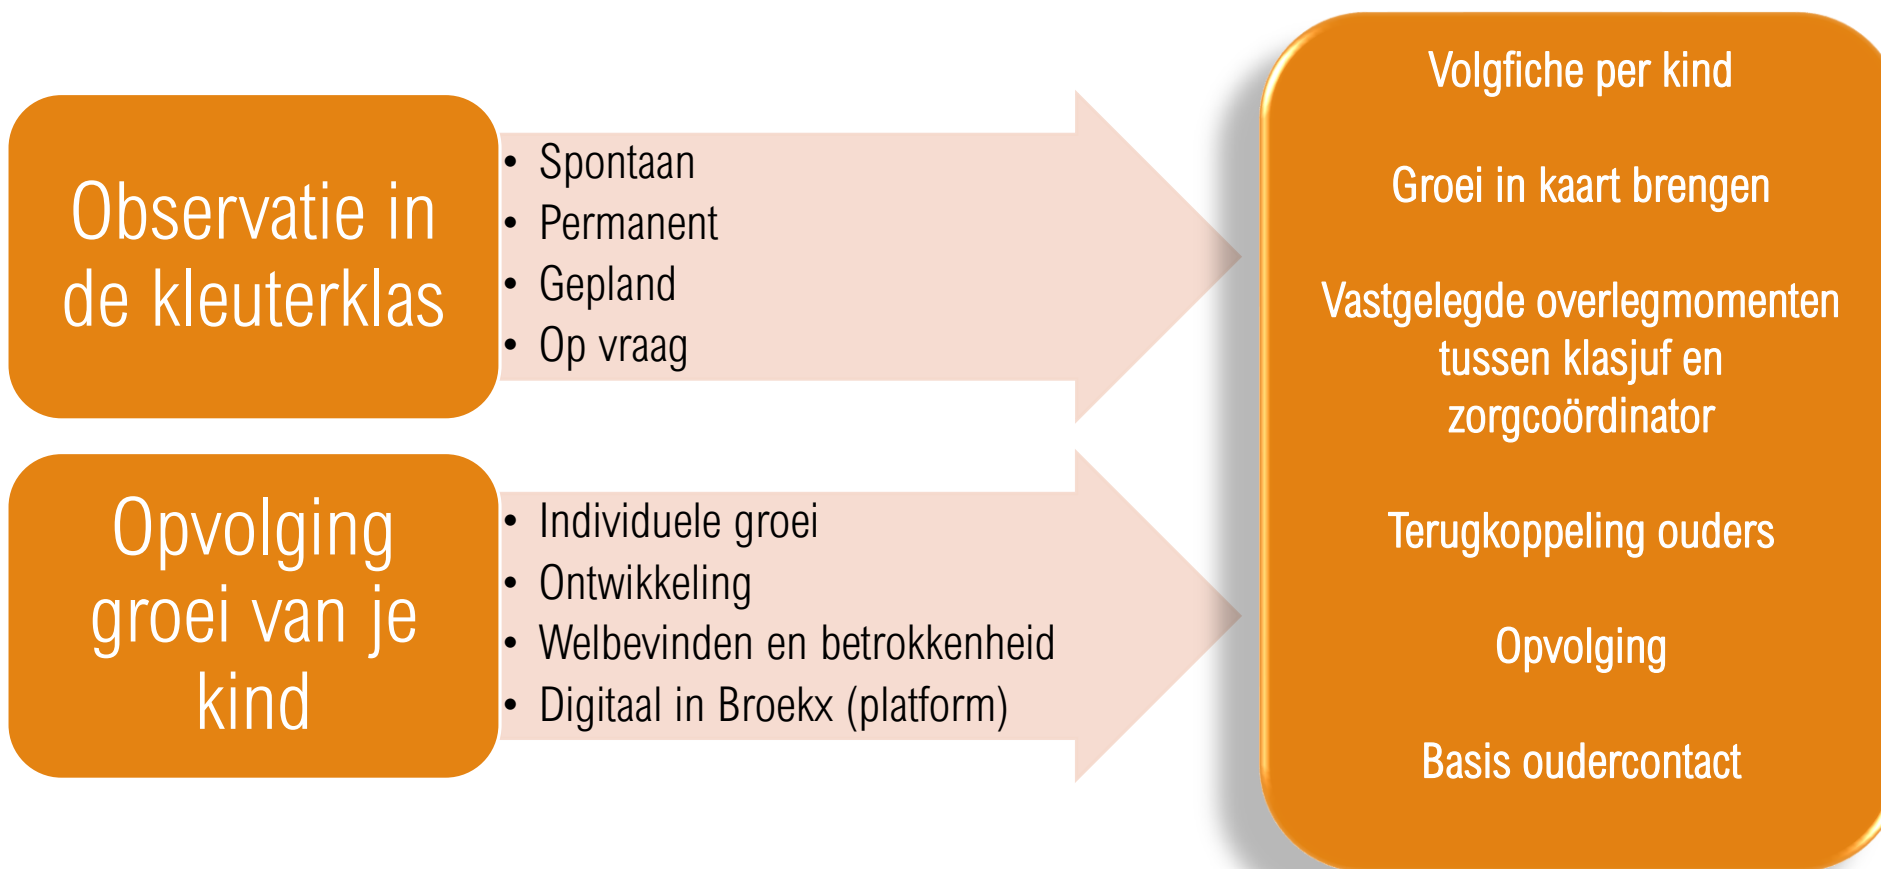 Observatie in
de kleuterklas
• Spontaan
• Permanent
• Gepland
• Op vraag
Opvolging
groei van je
kind
• Individuele groei
• Ontwikkeling
• Welbevinden en betrokkenheid
• Digitaal in Broekx (platform)
Volgfiche per kind
Groei in kaart brengen
Vastgelegde overlegmomenten
tussen klasjuf en
zorgcoördinator
Terugkoppeling ouders
Opvolging
Basis oudercontact